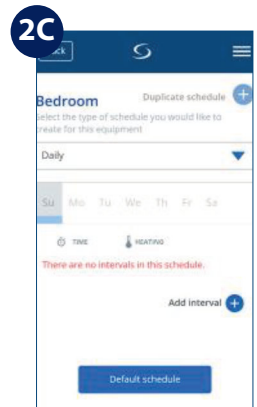 2C
ck
Bedroom Duplicate schedule
Select the type of schedule you would like to
create for this equipment
Daily
Su Mo Tu We Th Fr Sa
TIME HEATING
There are no intervals in this schedule.
Add interval
Default schedule